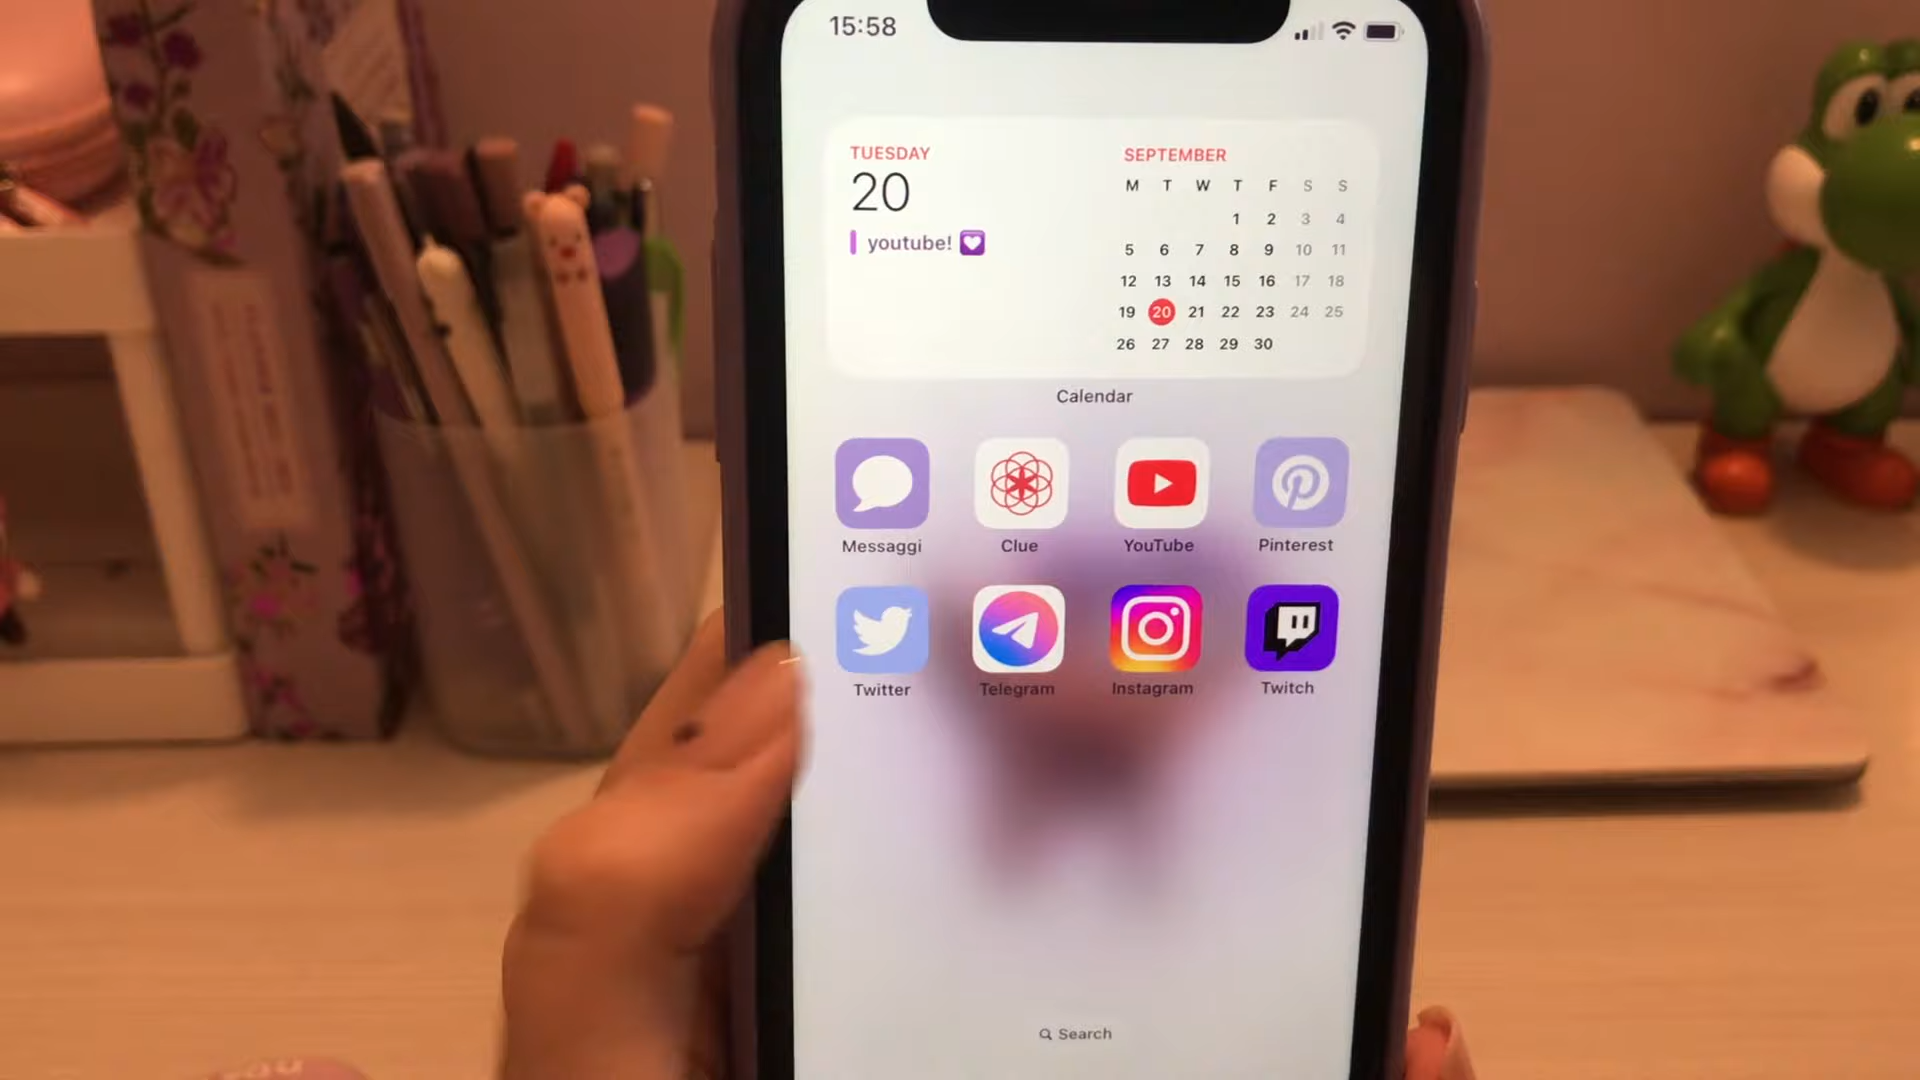 15:58
TUESDAY
20
youtube! 💟
SEPTEMBER
M T W T F S S
1 2 3 4
5 6 7 8 9 10 11
12 13 14 15 16 17 18
19 20 21 22 23 24 25
26 27 28 29 30
Calendar
Messaggi Clue YouTube Pinterest
Twitter Telegram Instagram Twitch
Search